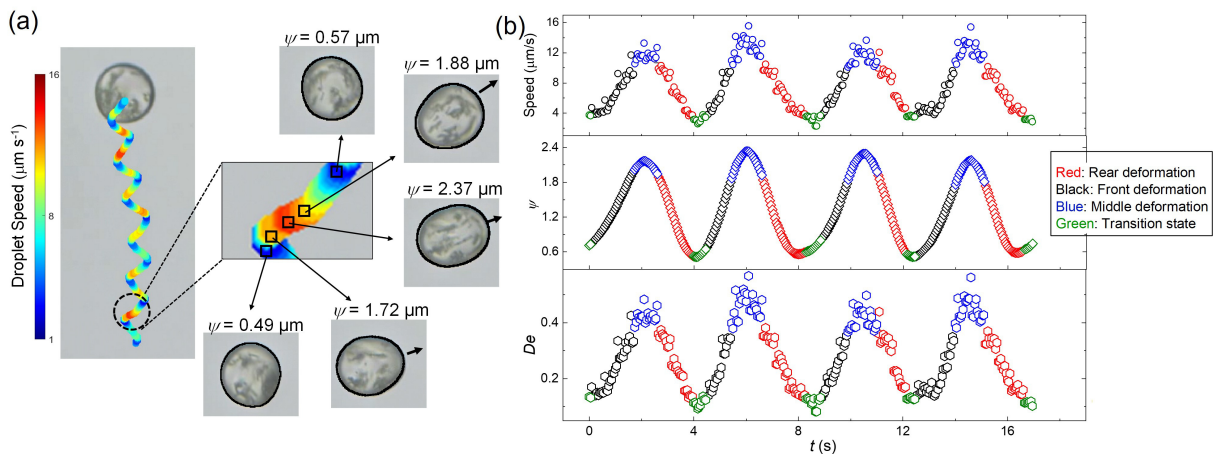 (a)
Droplet Speed (μm s⁻¹)
16
8
1
ψ = 0.57 μm
ψ = 1.88 μm
ψ = 2.37 μm
ψ = 1.72 μm
ψ = 0.49 μm
(b)
Speed (μm/s)
16
12
8
4
ψ
2.4
1.8
1.2
0.6
De
0.4
0.2
0 4 8 12 16
t (s)
Red: Rear deformation
Black: Front deformation
Blue: Middle deformation
Green: Transition state